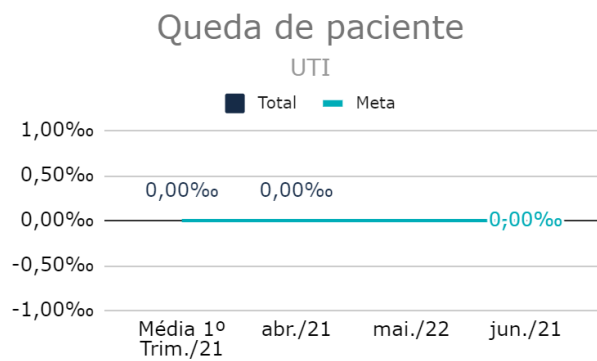 Queda de paciente
UTI
Total Meta
1,00‰
0,50‰
0,00‰ 0,00‰
0,00‰ 0,00‰
-0,50‰
-1,00‰
Média 1º Trim./21 abr./21 mai./22 jun./21